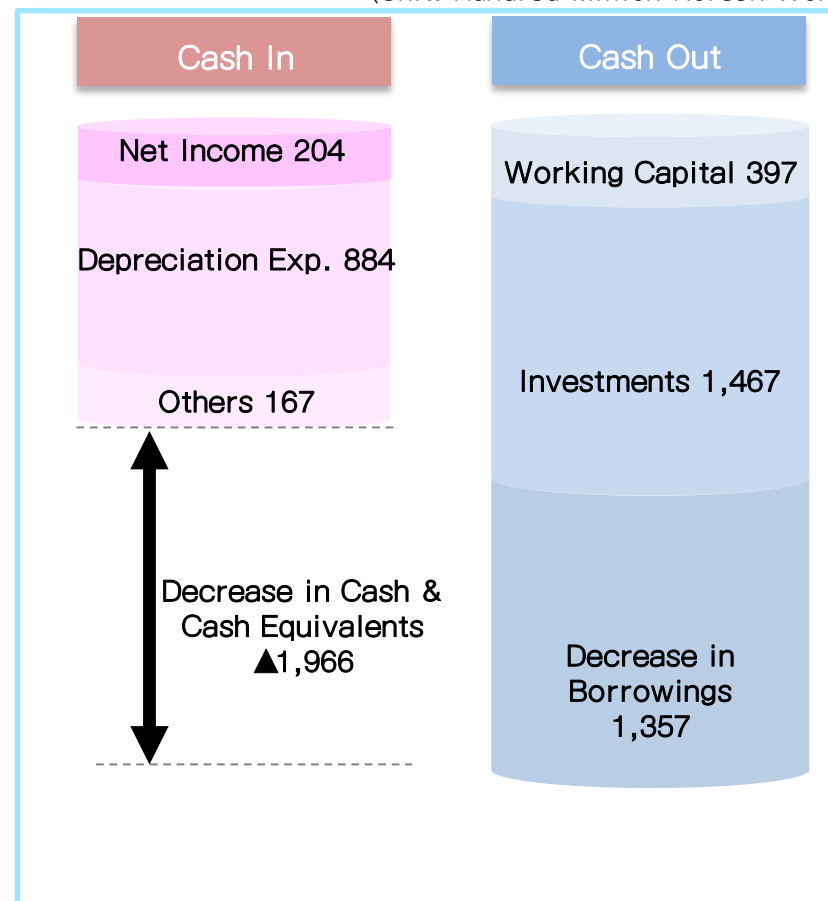 Cash In
Net Income 204
Depreciation Exp. 884
Others 167
Decrease in Cash &
Cash Equivalents
▲1,966
Cash Out
Working Capital 397
Investments 1,467
Decrease in
Borrowings
1,357